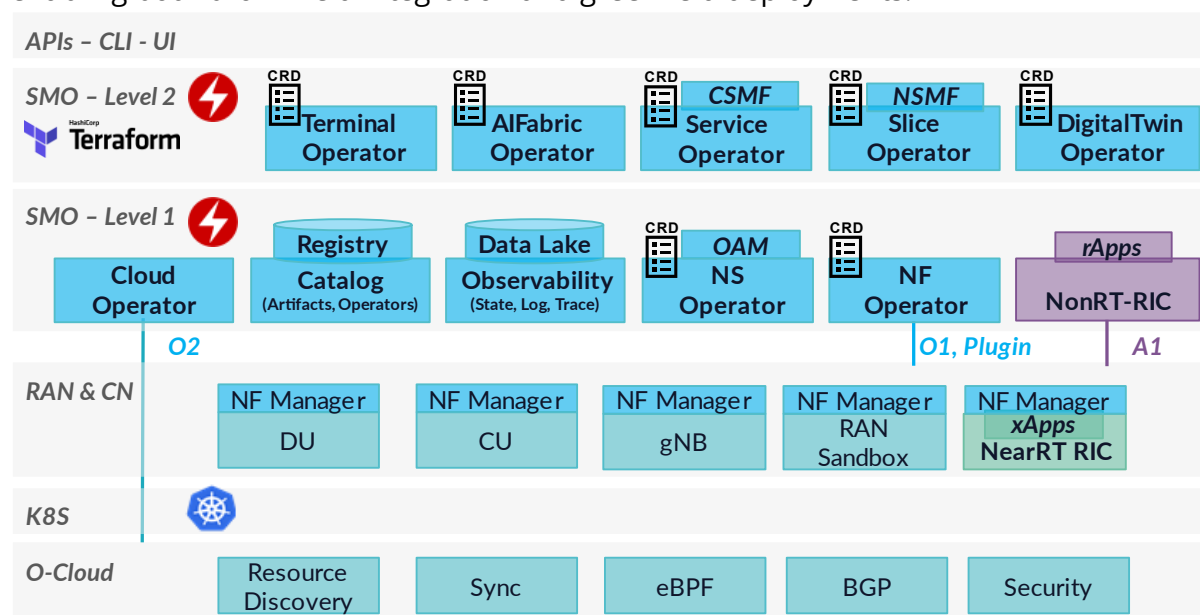 APIs – CLI - UI
SMO – Level 2
HashiCorp
Terraform
CRD
Terminal
Operator
CRD
AIFabric
Operator
CRD
CSMF
Service
Operator
CRD
NSMF
Slice
Operator
CRD
DigitalTwin
Operator
SMO – Level 1
Cloud
Operator
Registry
Catalog
(Artifacts, Operators)
Data Lake
Observability
(State, Log, Trace)
CRD
OAM
NS
Operator
CRD
NF
Operator
rApps
NonRT-RIC
O2
O1, Plugin
A1
RAN & CN
NF Manager
DU
NF Manager
CU
NF Manager
gNB
NF Manager
RAN
Sandbox
NF Manager
xApps
NearRT RIC
K8S
O-Cloud
Resource
Discovery
Sync
eBPF
BGP
Security